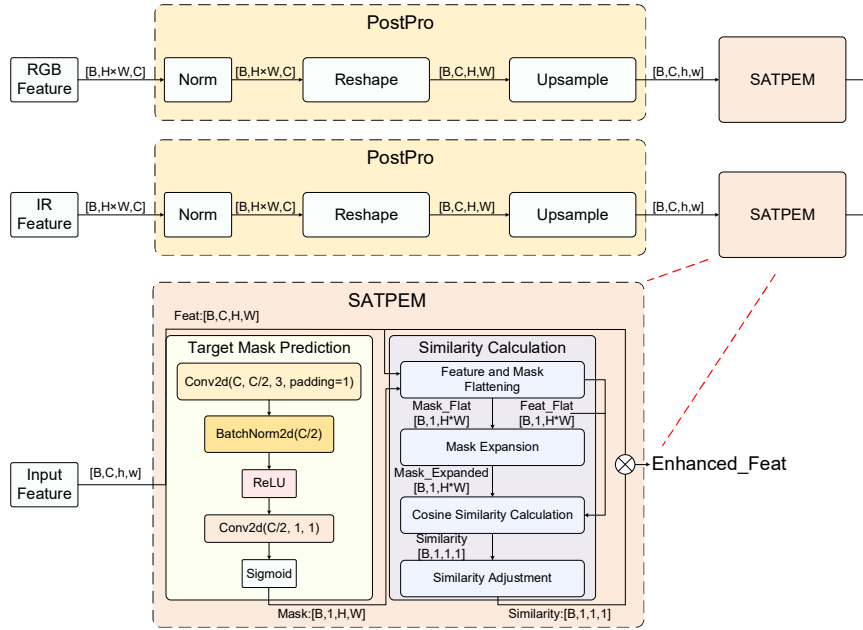 PostPro
RGB
Feature
[B,H×W,C]
Norm
[B,H×W,C]
Reshape
[B,C,H,W]
Upsample
[B,C,h,w]
SATPEM
PostPro
IR
Feature
[B,H×W,C]
Norm
[B,H×W,C]
Reshape
[B,C,H,W]
Upsample
[B,C,h,w]
SATPEM
SATPEM
Feat:[B,C,H,W]
Input
Feature
[B,C,h,w]
Target Mask Prediction
Conv2d(C, C/2, 3, padding=1)
BatchNorm2d(C/2)
ReLU
Conv2d(C/2, 1, 1)
Sigmoid
Mask:[B,1,H,W]
Similarity Calculation
Feature and Mask
Flattening
Mask_Flat
[B,1,H*W]
Feat_Flat
[B,1,H*W]
Mask Expansion
Mask_Expanded
[B,1,H*W]
Cosine Similarity Calculation
Similarity
[B,1,1,1]
Similarity Adjustment
Similarity:[B,1,1,1]
Enhanced_Feat